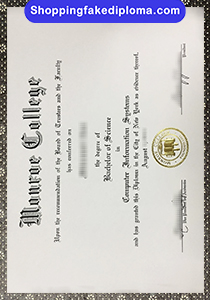 Shoppingfakediploma.com
Monroe College
Upon the recommendation of the Board of Trustees and the Faculty
has conferred on
the degree of
Bachelor of Science
in
Computer Information Systems
and has granted this Diploma in the City of New York as evidence thereof,
August